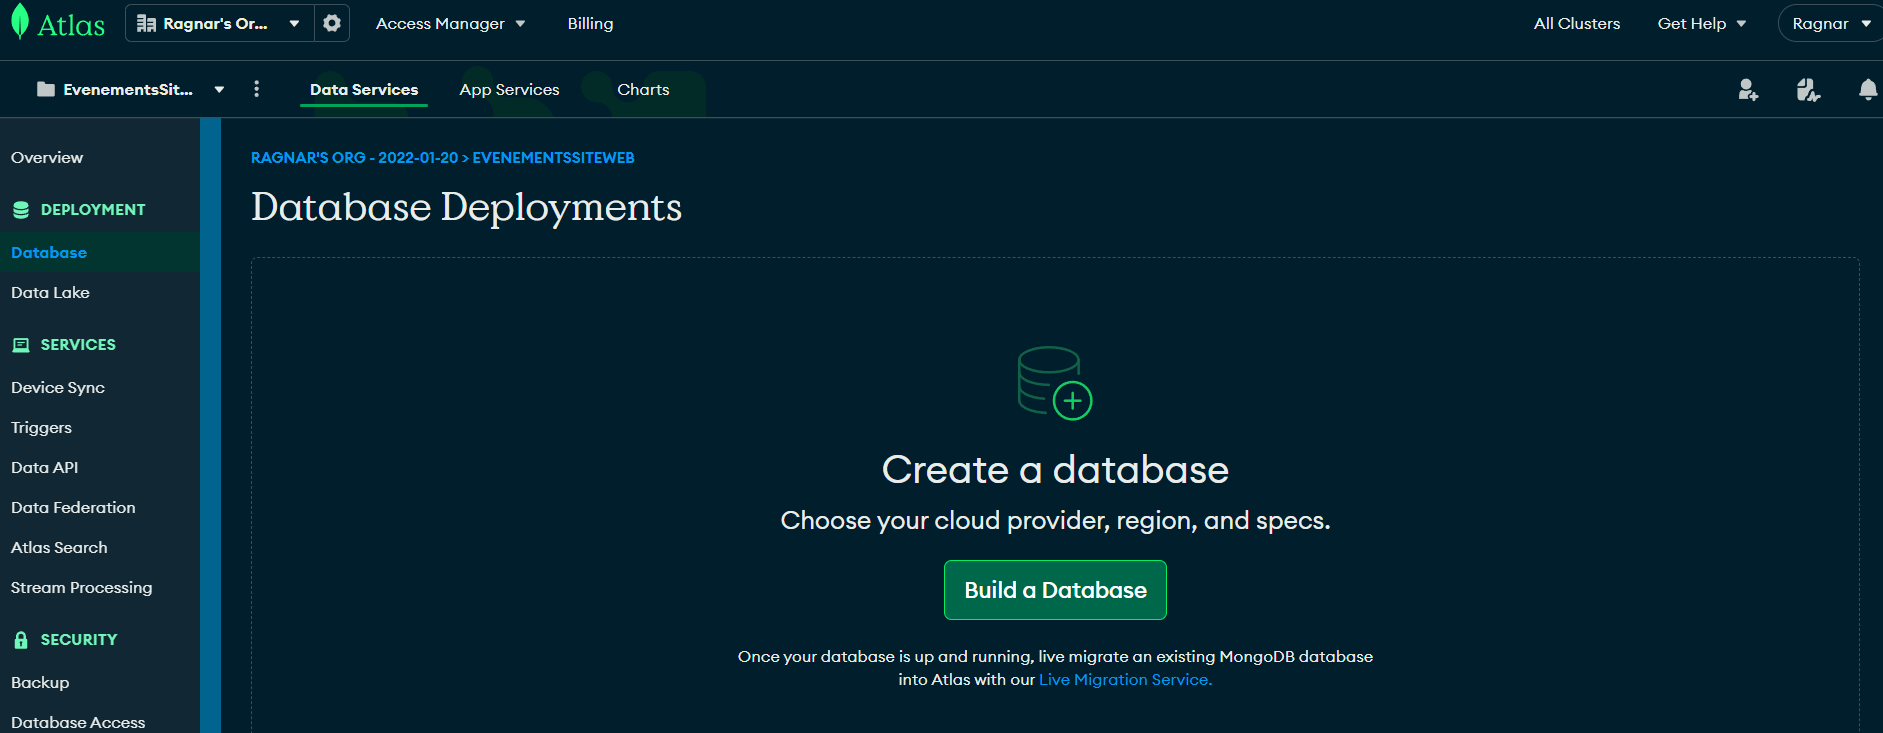 Atlas
Ragnar's Or...
Access Manager
Billing
All Clusters
Get Help
Ragnar
EvenementsSit...
Data Services
App Services
Charts
Overview
DEPLOYMENT
Database
Data Lake
SERVICES
Device Sync
Triggers
Data API
Data Federation
Atlas Search
Stream Processing
SECURITY
Backup
Database Access
RAGNAR'S ORG - 2022-01-20 > EVENEMENTSSITEWEB
Database Deployments
Create a database
Choose your cloud provider, region, and specs.
Build a Database
Once your database is up and running, live migrate an existing MongoDB database
into Atlas with our Live Migration Service.